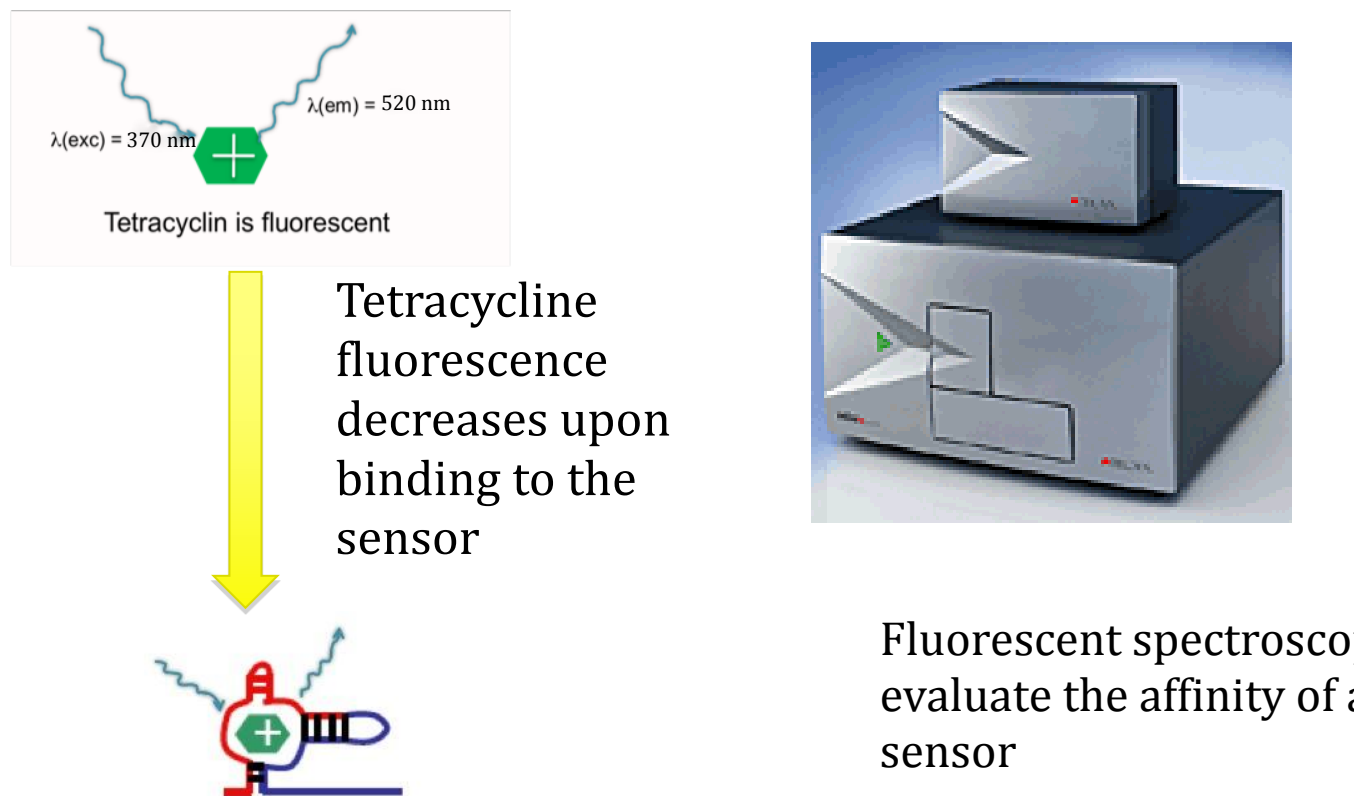 λ(em) = 520 nm
λ(exc) = 370 nm
Tetracyclin is fluorescent
Tetracycline
fluorescence
decreases upon
binding to the
sensor
Fluorescent
evaluate the affinity of
sensor